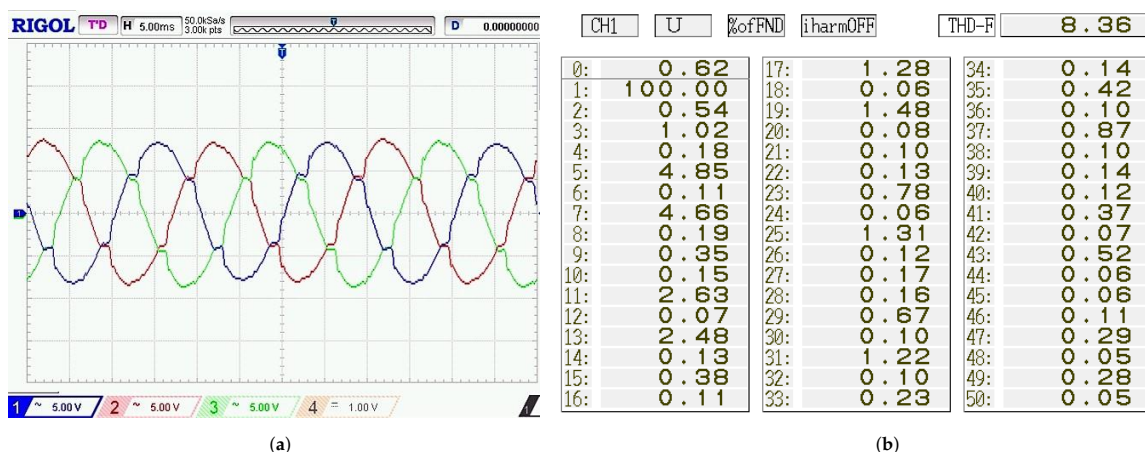 RIGOL T'D H 5.00ms 50.0kSa/s 3.00k pts T D 0.00000000
T
1
1 ~ 5.00 V 2 ~ 5.00 V 3 ~ 5.00 V 4 = 1.00 V
(a)
CH1 U %ofFND iharmOFF THD-F 8.36
0: 0.62 17: 1.28 34: 0.14
1: 100.00 18: 0.06 35: 0.42
2: 0.54 19: 1.48 36: 0.10
3: 1.02 20: 0.08 37: 0.87
4: 0.18 21: 0.10 38: 0.10
5: 4.85 22: 0.13 39: 0.14
6: 0.11 23: 0.78 40: 0.12
7: 4.66 24: 0.06 41: 0.37
8: 0.19 25: 1.31 42: 0.07
9: 0.35 26: 0.12 43: 0.52
10: 0.15 27: 0.17 44: 0.06
11: 2.63 28: 0.16 45: 0.06
12: 0.07 29: 0.67 46: 0.11
13: 2.48 30: 0.10 47: 0.29
14: 0.13 31: 1.22 48: 0.05
15: 0.38 32: 0.10 49: 0.28
16: 0.11 33: 0.23 50: 0.05
(b)